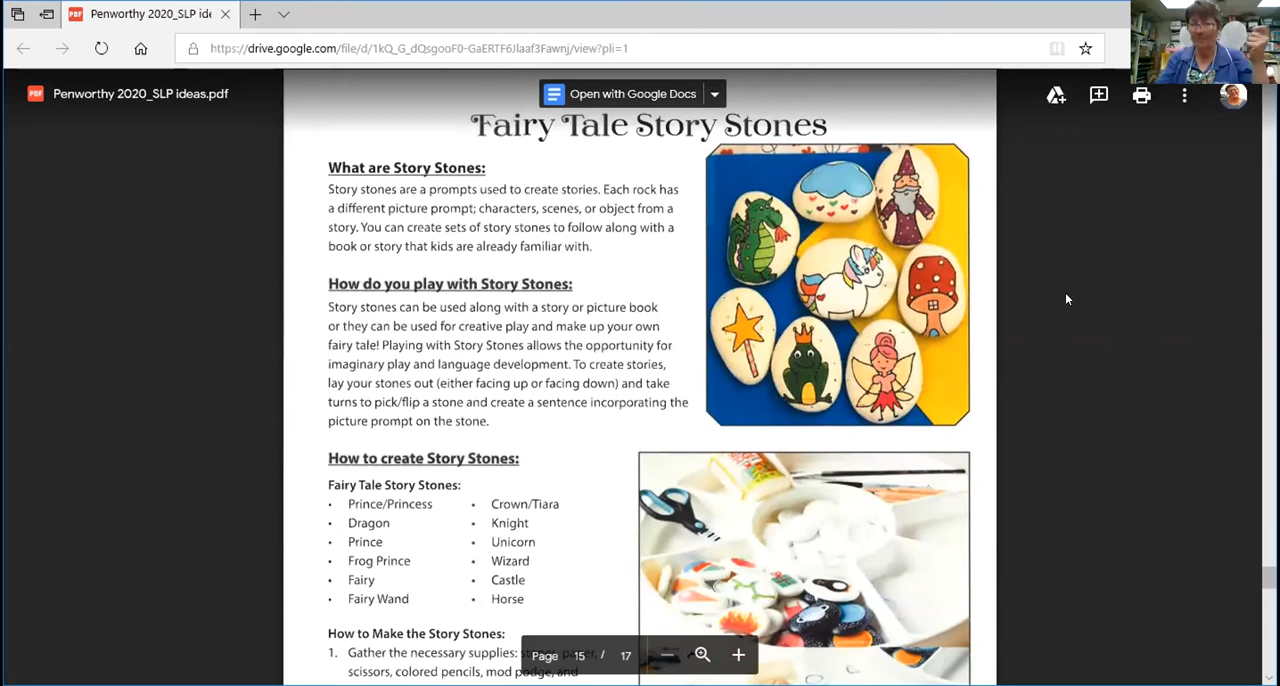 Penworthy 2020_SLP ide
https://drive.google.com/file/d/1kQ_G_dQsgooF0-GaERTF6Jlaaf3Fawnj/view?pli=1
PDF Penworthy 2020_SLP ideas.pdf
Open with Google Docs
Fairy Tale Story Stones
What are Story Stones:
Story stones are a prompts used to create stories. Each rock has
a different picture prompt; characters, scenes, or object from a
story. You can create sets of story stones to follow along with a
book or story that kids are already familiar with.
How do you play with Story Stones:
Story stones can be used along with a story or picture book
or they can be used for creative play and make up your own
fairy tale! Playing with Story Stones allows the opportunity for
imaginary play and language development. To create stories,
lay your stones out (either facing up or facing down) and take
turns to pick/flip a stone and create a sentence incorporating the
picture prompt on the stone.
How to create Story Stones:
Fairy Tale Story Stones:
• Prince/Princess • Crown/Tiara
• Dragon • Knight
• Prince • Unicorn
• Frog Prince • Wizard
• Fairy • Castle
• Fairy Wand • Horse
How to Make the Story Stones:
1. Gather the necessary supplies:
scissors, colored pencils, mod podge, and
Page 15 / 17